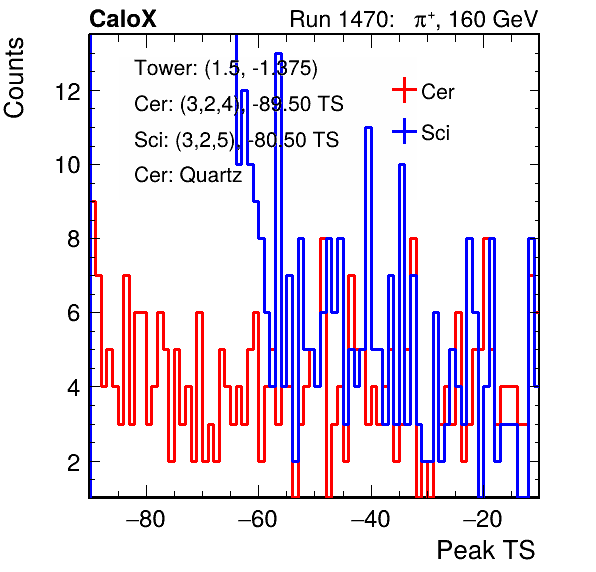 CaloX Run 1470: π⁺, 160 GeV
Counts
Tower: (1.5, -1.375)
Cer: (3,2,4), -89.50 TS
Sci: (3,2,5), -80.50 TS
Cer: Quartz
Cer
Sci
12
10
8
6
4
2
−80 −60 −40 −20
Peak TS